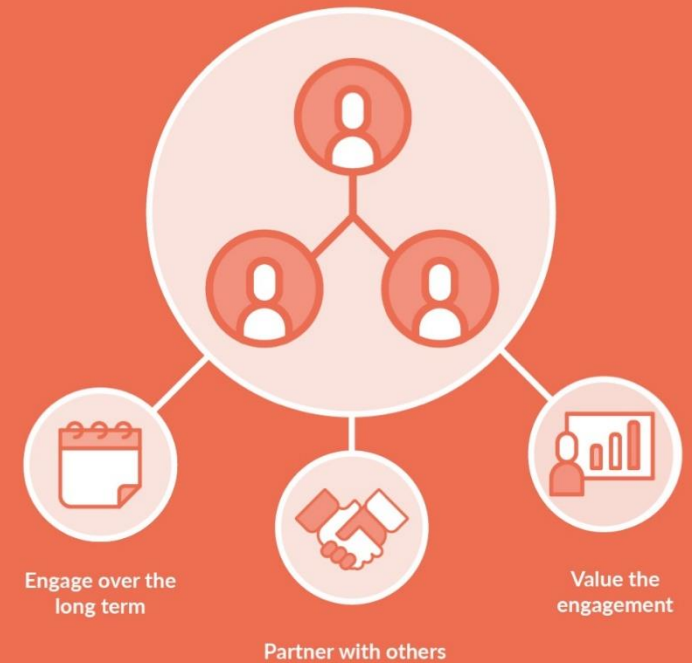 Engage over the
long term
Partner with others
Value the
engagement